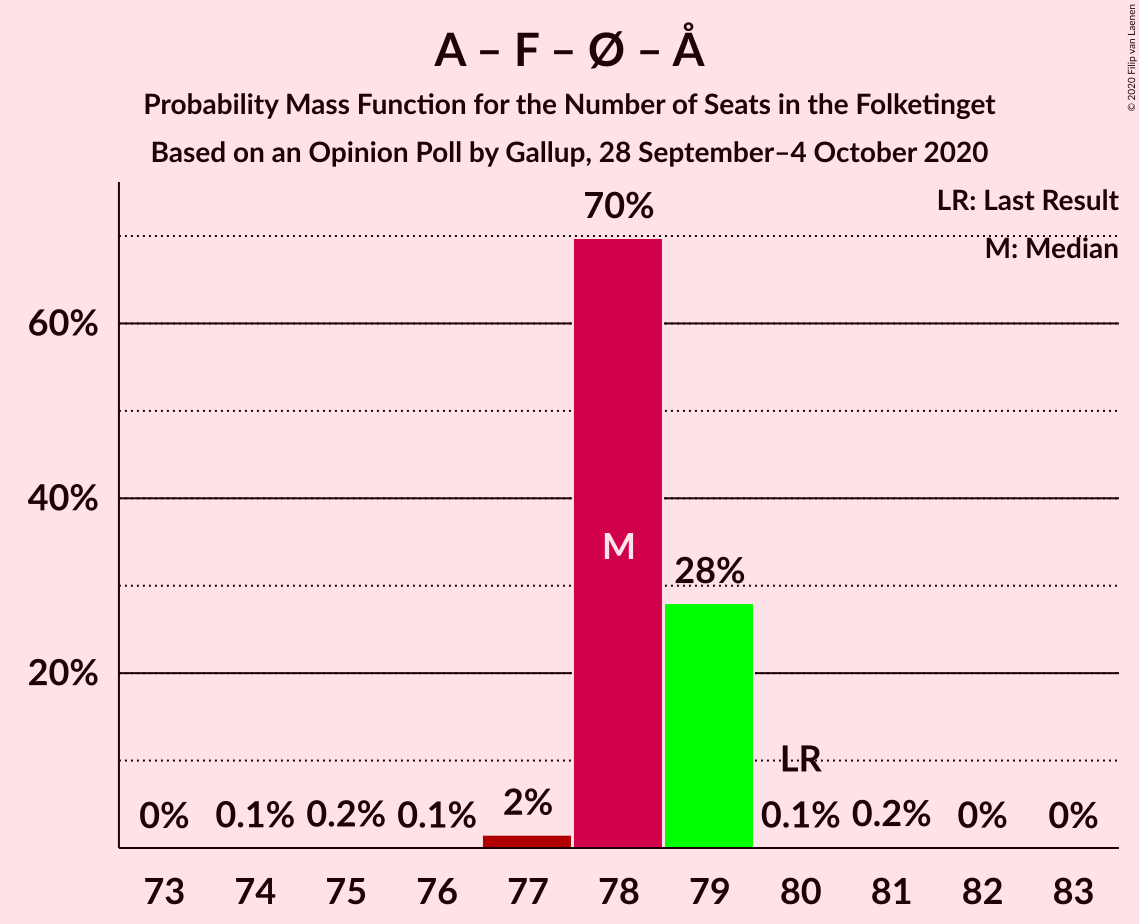 A – F – Ø – Å
Probability Mass Function for the Number of Seats in the Folketinget
Based on an Opinion Poll by Gallup, 28 September–4 October 2020
© 2020 Filip van Laenen
LR: Last Result
M: Median
70%
60%
40%
M
28%
20%
LR
0%
0.1%
0.2%
0.1%
2%
0.1%
0.2%
0%
0%
73 74 75 76 77 78 79 80 81 82 83